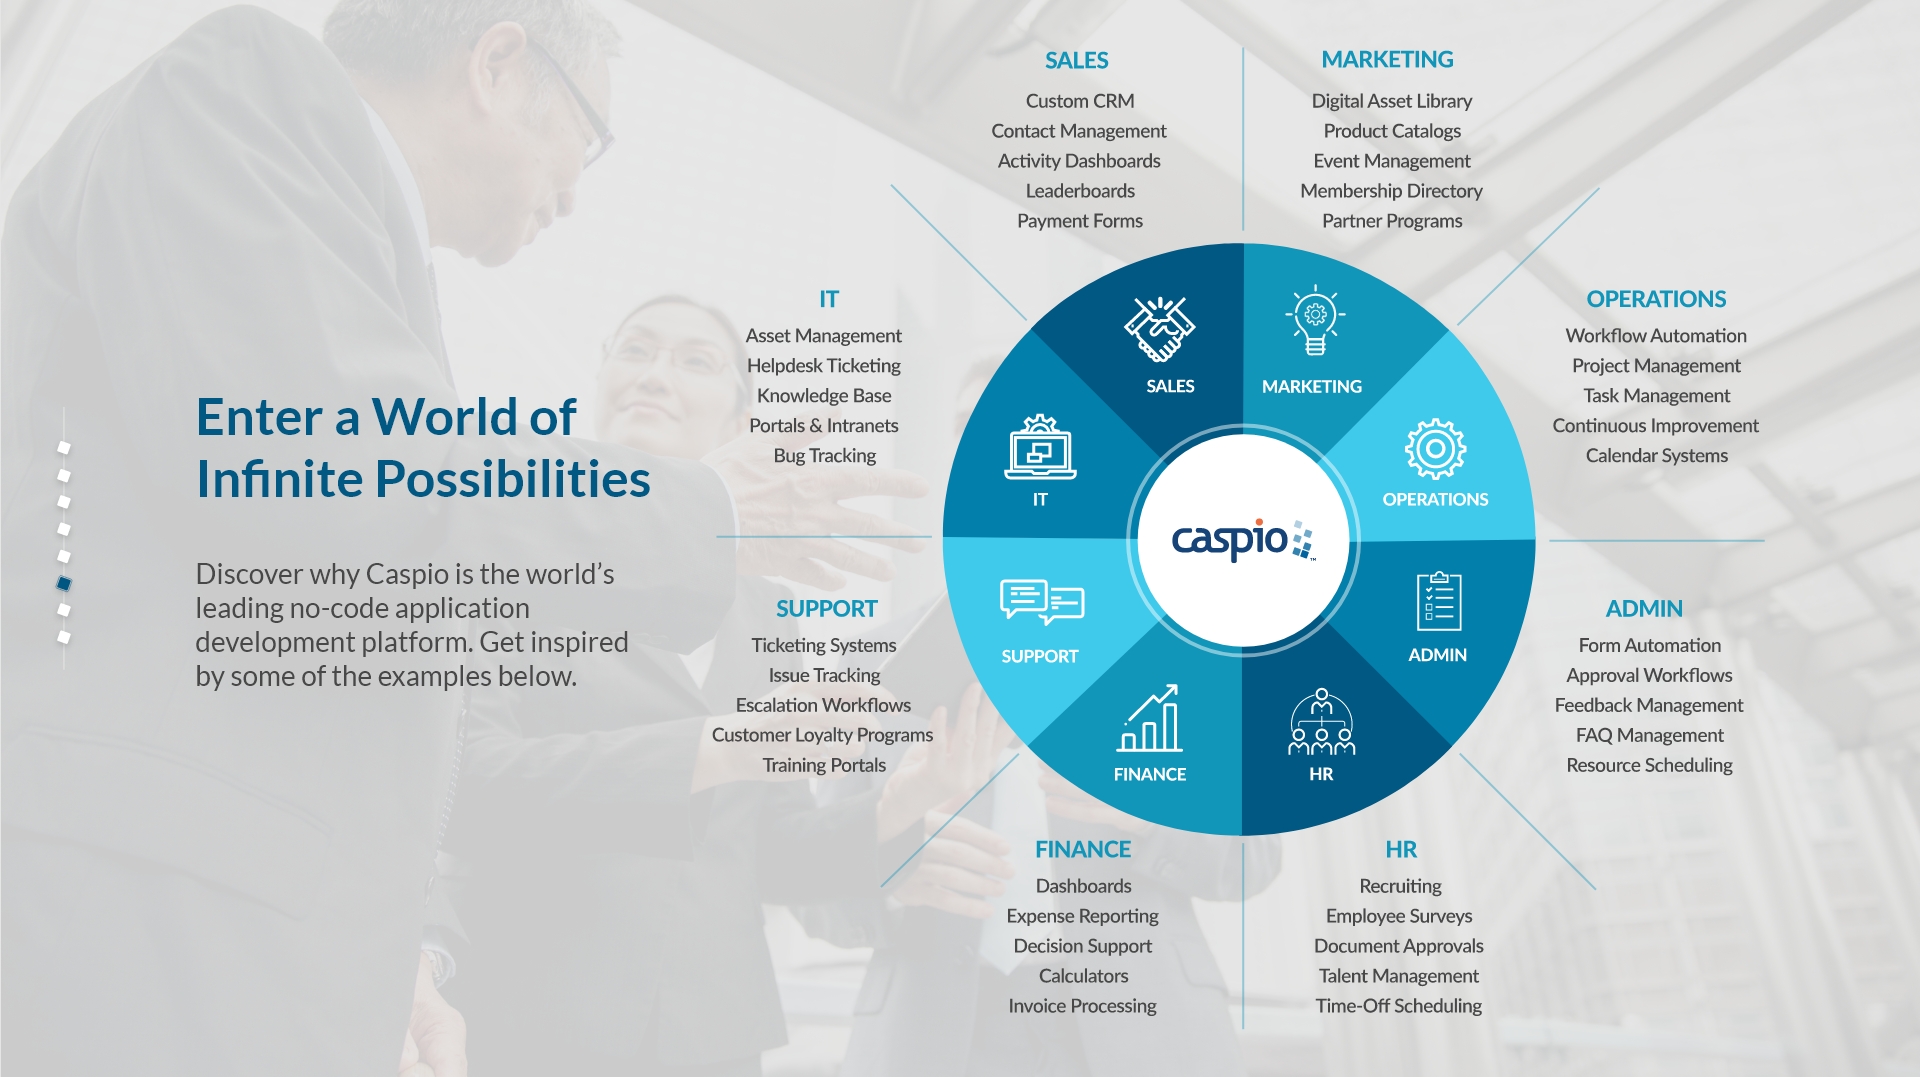 Enter a World of
Infinite Possibilities
Discover why Caspio is the world's
leading no-code application
development platform. Get inspired
by some of the examples below.
SALES
Custom CRM
Contact Management
Activity Dashboards
Leaderboards
Payment Forms
MARKETING
Digital Asset Library
Product Catalogs
Event Management
Membership Directory
Partner Programs
IT
Asset Management
Helpdesk Ticketing
Knowledge Base
Portals & Intranets
Bug Tracking
OPERATIONS
Workflow Automation
Project Management
Task Management
Continuous Improvement
Calendar Systems
SUPPORT
Ticketing Systems
Issue Tracking
Escalation Workflows
Customer Loyalty Programs
Training Portals
ADMIN
Form Automation
Approval Workflows
Feedback Management
FAQ Management
Resource Scheduling
FINANCE
Dashboards
Expense Reporting
Decision Support
Calculators
Invoice Processing
HR
Recruiting
Employee Surveys
Document Approvals
Talent Management
Time-Off Scheduling
SALES
MARKETING
IT
OPERATIONS
caspio™
SUPPORT
ADMIN
FINANCE
HR